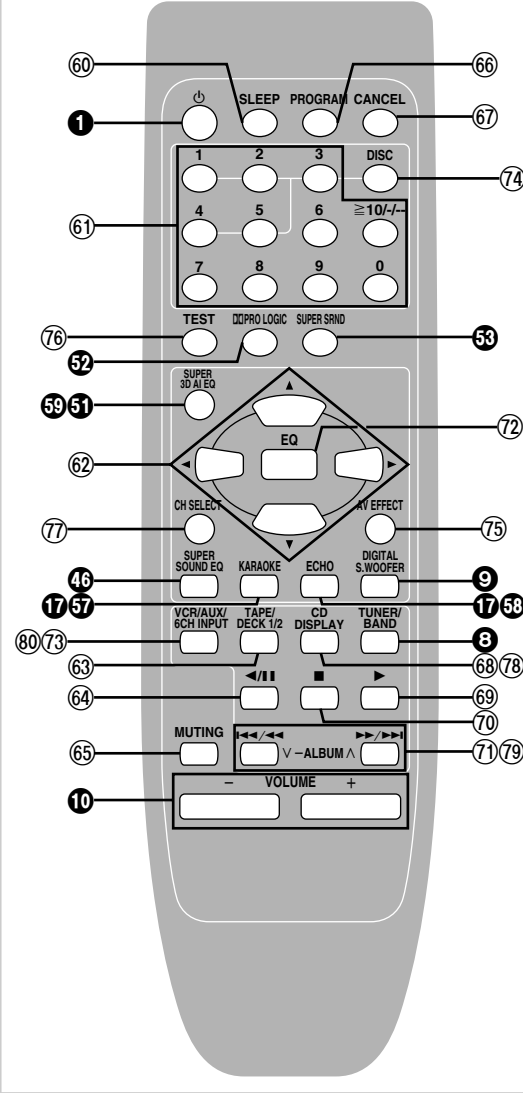 60 66
SLEEP PROGRAM CANCEL
1 67
1 2 3 DISC
74
4 5 6 ≧10/-/--
61
7 8 9 0
TEST PRO LOGIC SUPER SRND
76 53
52
SUPER
3D AI EQ
59 51
EQ 72
62
CH SELECT AV EFFECT
77 75
SUPER
SOUND EQ KARAOKE ECHO DIGITAL
S.WOOFER
46 9
17 57 17 58
VCR/AUX/
6CH INPUT TAPE/
DECK 1/2 CD
DISPLAY TUNER/
BAND
80 73 8
63 68 78
◄/❚❚ ■ ►
64 69
70
MUTING I◄◄/◄◄ ►►/►►I
65 ∨ – ALBUM ∧ 71 79
– VOLUME +
10